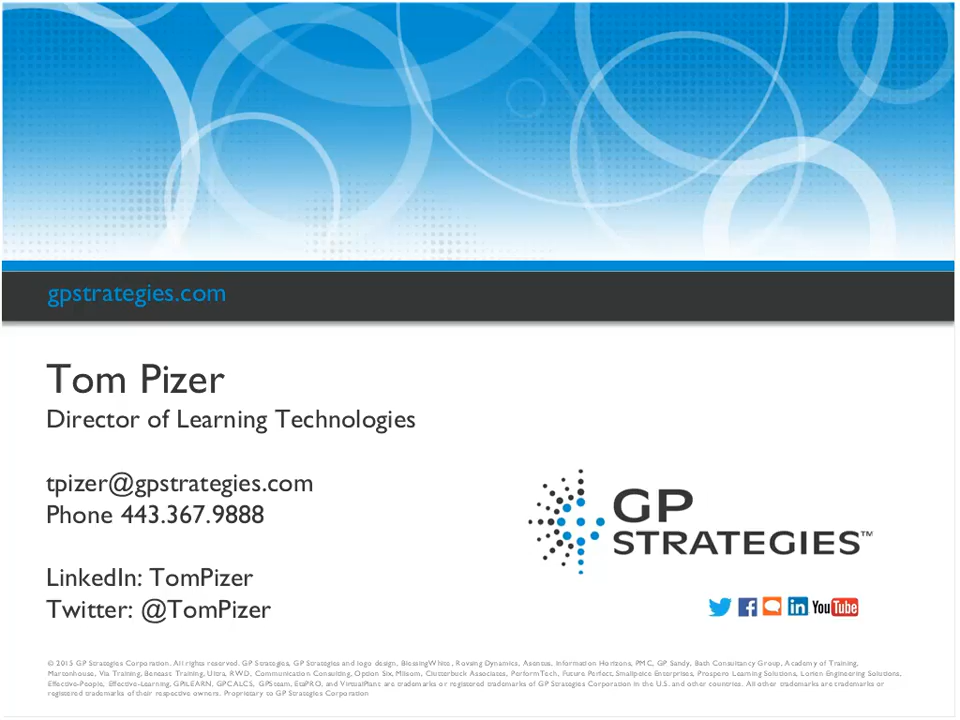 gpstrategies.com
Tom Pizer
Director of Learning Technologies
tpizer@gpstrategies.com
Phone 443.367.9888
LinkedIn: TomPizer
Twitter: @TomPizer
GP
STRATEGIES™
You Tube
© 2015 GP Strategies Corporation. All rights reserved. GP Strategies, GP Strategies and logo design, BlessingWhite, Roving Dynamics, Asentus, Information Horizons, PMC, GP Sandy, Bath Consultancy Group, Academy of Training,
Martonhouse, Via Training, Beneast Training, Ultra, RWD, Communication Consulting, Option Six, Milsom, Clutterbuck Associates, PerformTech, Future Perfect, Smallpeice Enterprises, Prospero Learning Solutions, Lorien Engineering Solutions,
Effective-People, Effective-Learning, GPiLEARN, GPCALCS, GPSteam, EtaPRO, and VirtualPlant are trademarks or registered trademarks of GP Strategies Corporation in the U.S. and other countries. All other trademarks are trademarks or
registered trademarks of their respective owners. Proprietary to GP Strategies Corporation